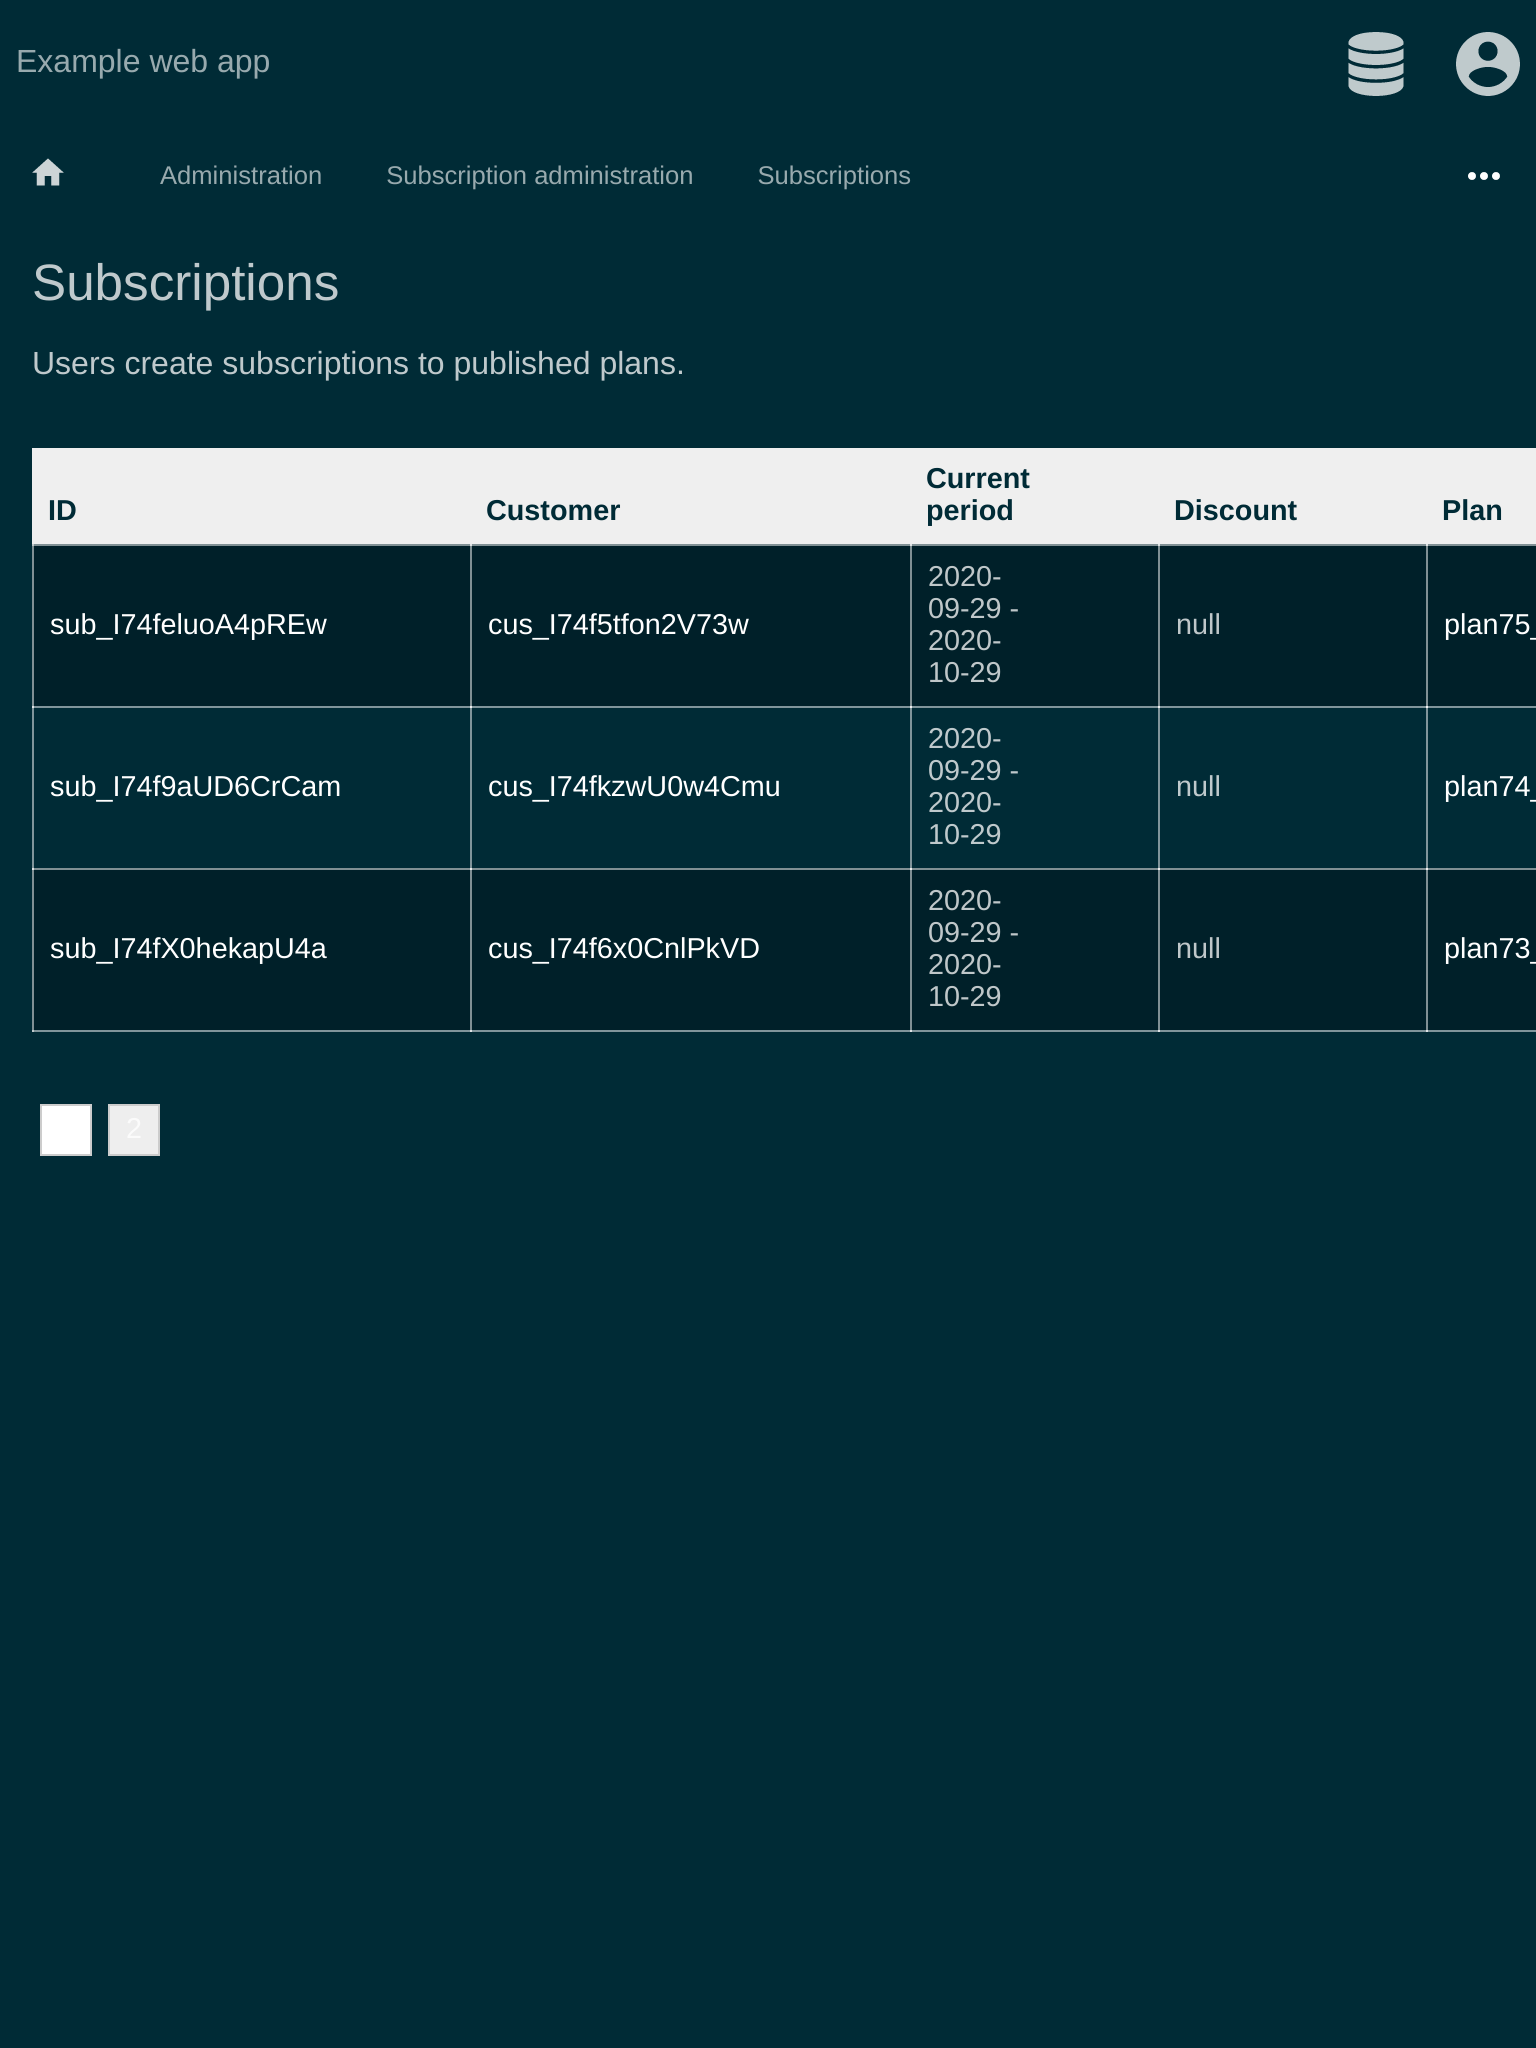 Example web app
Administration Subscription administration Subscriptions
Subscriptions
Users create subscriptions to published plans.
ID Customer Current period Discount Plan
sub_I74feluoA4pREw cus_I74f5tfon2V73w 2020-09-29 - 2020-10-29 null plan75_
sub_I74f9aUD6CrCam cus_I74fkzwU0w4Cmu 2020-09-29 - 2020-10-29 null plan74_
sub_I74fX0hekapU4a cus_I74f6x0CnlPkVD 2020-09-29 - 2020-10-29 null plan73_
2